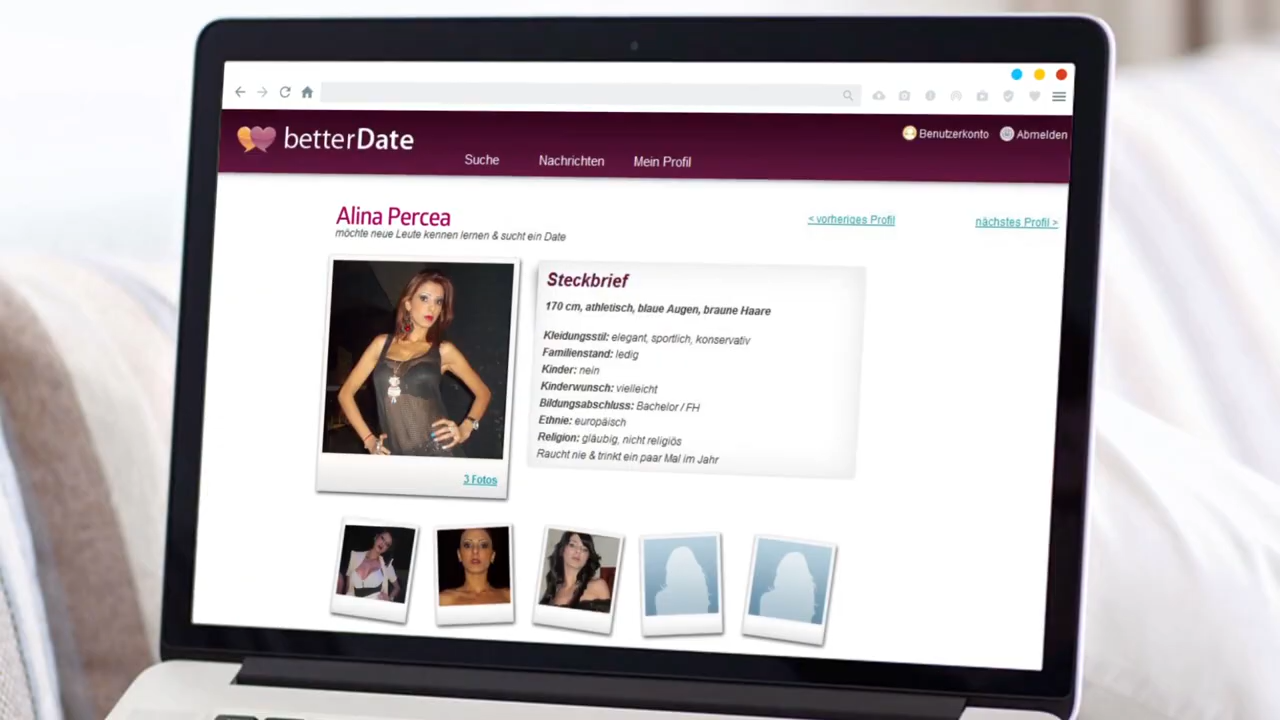 betterDate
Benutzerkonto
Abmelden
Suche
Nachrichten
Mein Profil
Alina Percea
möchte neue Leute kennen lernen & sucht ein Date
< vorheriges Profil
nächstes Profil >
Steckbrief
170 cm, athletisch, blaue Augen, braune Haare
Kleidungsstil: elegant, sportlich, konservativ
Familienstand: ledig
Kinder: nein
Kinderwunsch: vielleicht
Bildungsabschluss: Bachelor / FH
Ethnie: europäisch
Religion: gläubig, nicht religiös
Raucht nie & trinkt ein paar Mal im Jahr
3 Fotos